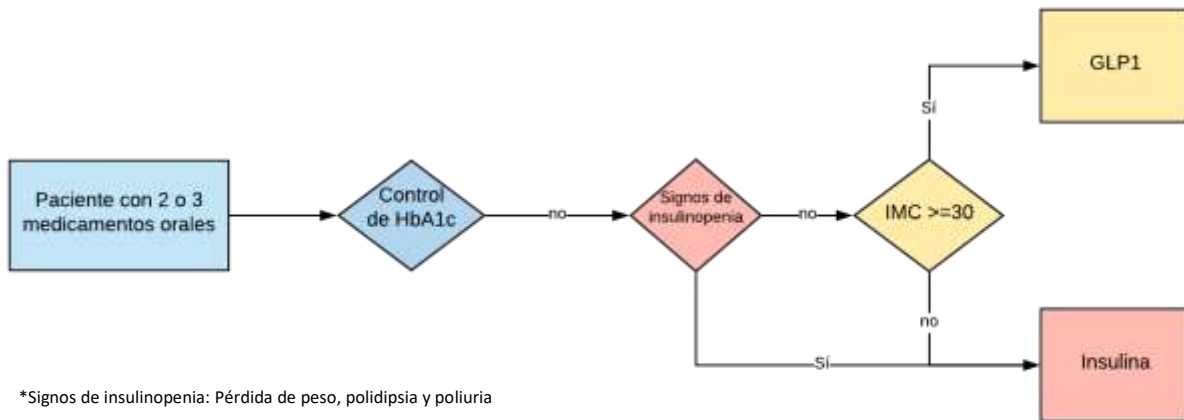 GLP1
Sí
Paciente con 2 o 3
medicamentos orales
Control
de HbA1c
no
Signos de
insulinopenia
no
IMC >=30
no
Sí
Insulina
*Signos de insulinopenia: Pérdida de peso, polidipsia y poliuria